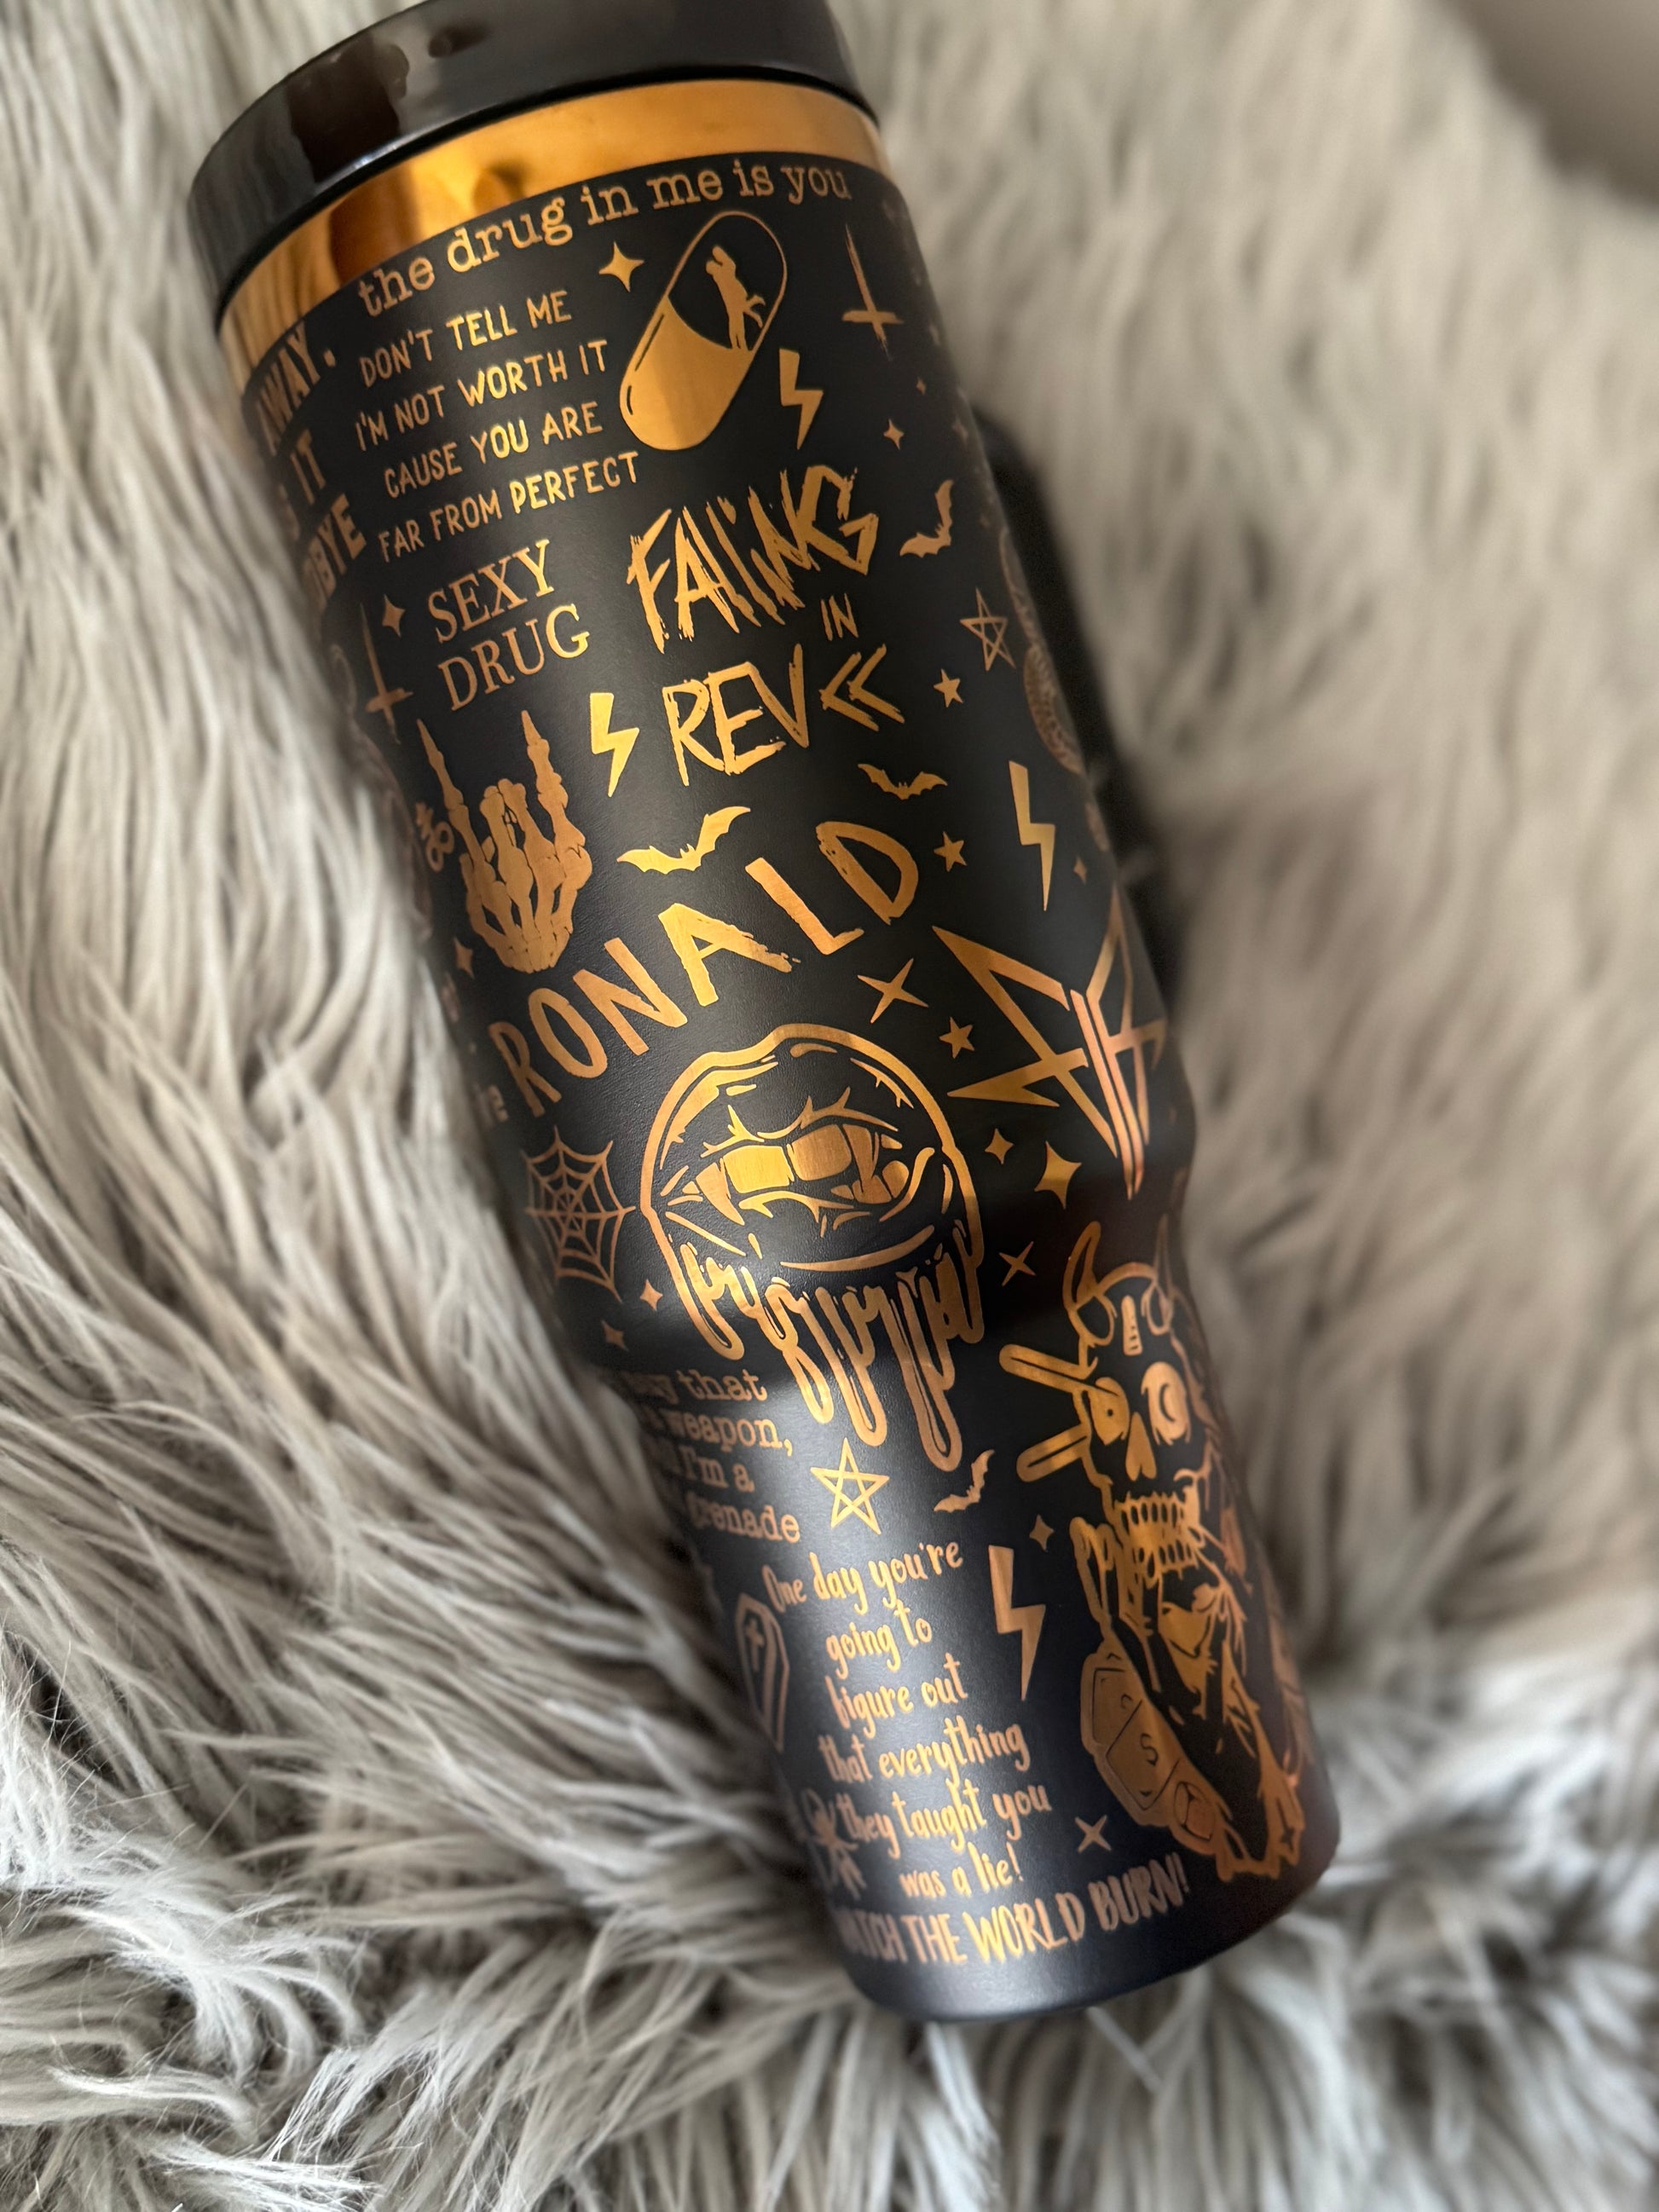 the drug in me is you
AWAY.
IT
DON'T TELL ME
I'M NOT WORTH IT
CAUSE YOU ARE
FAR FROM PERFECT
SEXY
DRUG
FAlliNG
IN
REV
RONALD
that
weapon,
I'm a
grenade
One day you're
going to
figure out
that everything
they taught you
was a lie!
THE WORLD BURN!
S